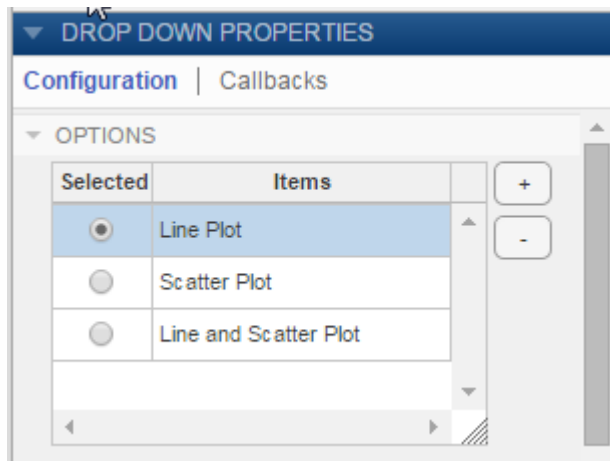 DROP DOWN PROPERTIES
Configuration | Callbacks
OPTIONS
Selected Items
+
Line Plot
-
Scatter Plot
Line and Scatter Plot